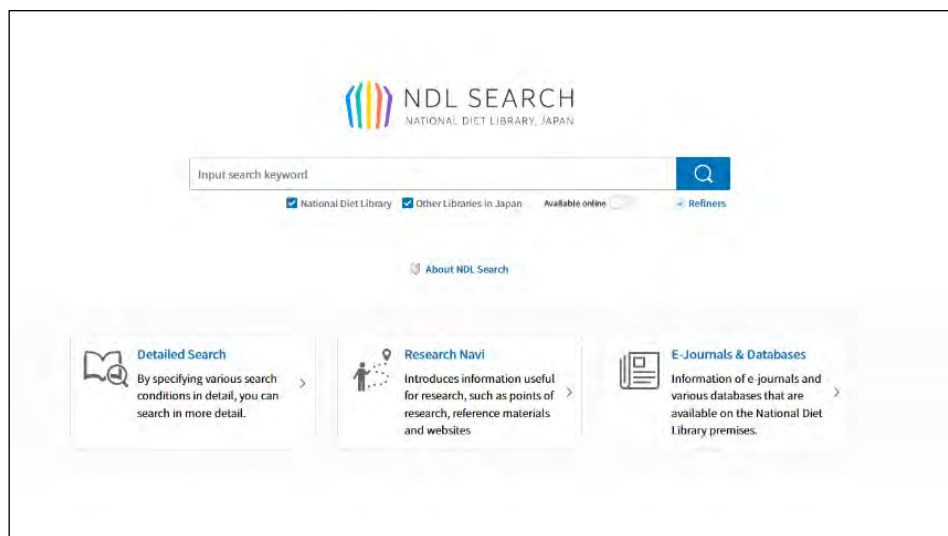 NDL SEARCH
NATIONAL DIET LIBRARY, JAPAN
Input search keyword
National Diet Library Other Libraries in Japan Available online Refiners
About NDL Search
Detailed Search
By specifying various search
conditions in detail, you can
search in more detail.
Research Navi
Introduces information useful
for research, such as points of
research, reference materials
and websites
E-Journals & Databases
Information of e-journals and
various databases that are
available on the National Diet
Library premises.